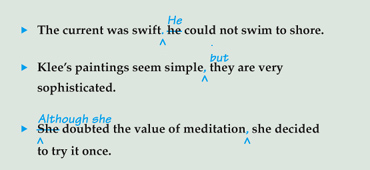 He
The current was swift. he could not swim to shore.
but
Klee's paintings seem simple, they are very
sophisticated.
Although she
She doubted the value of meditation, she decided
to try it once.